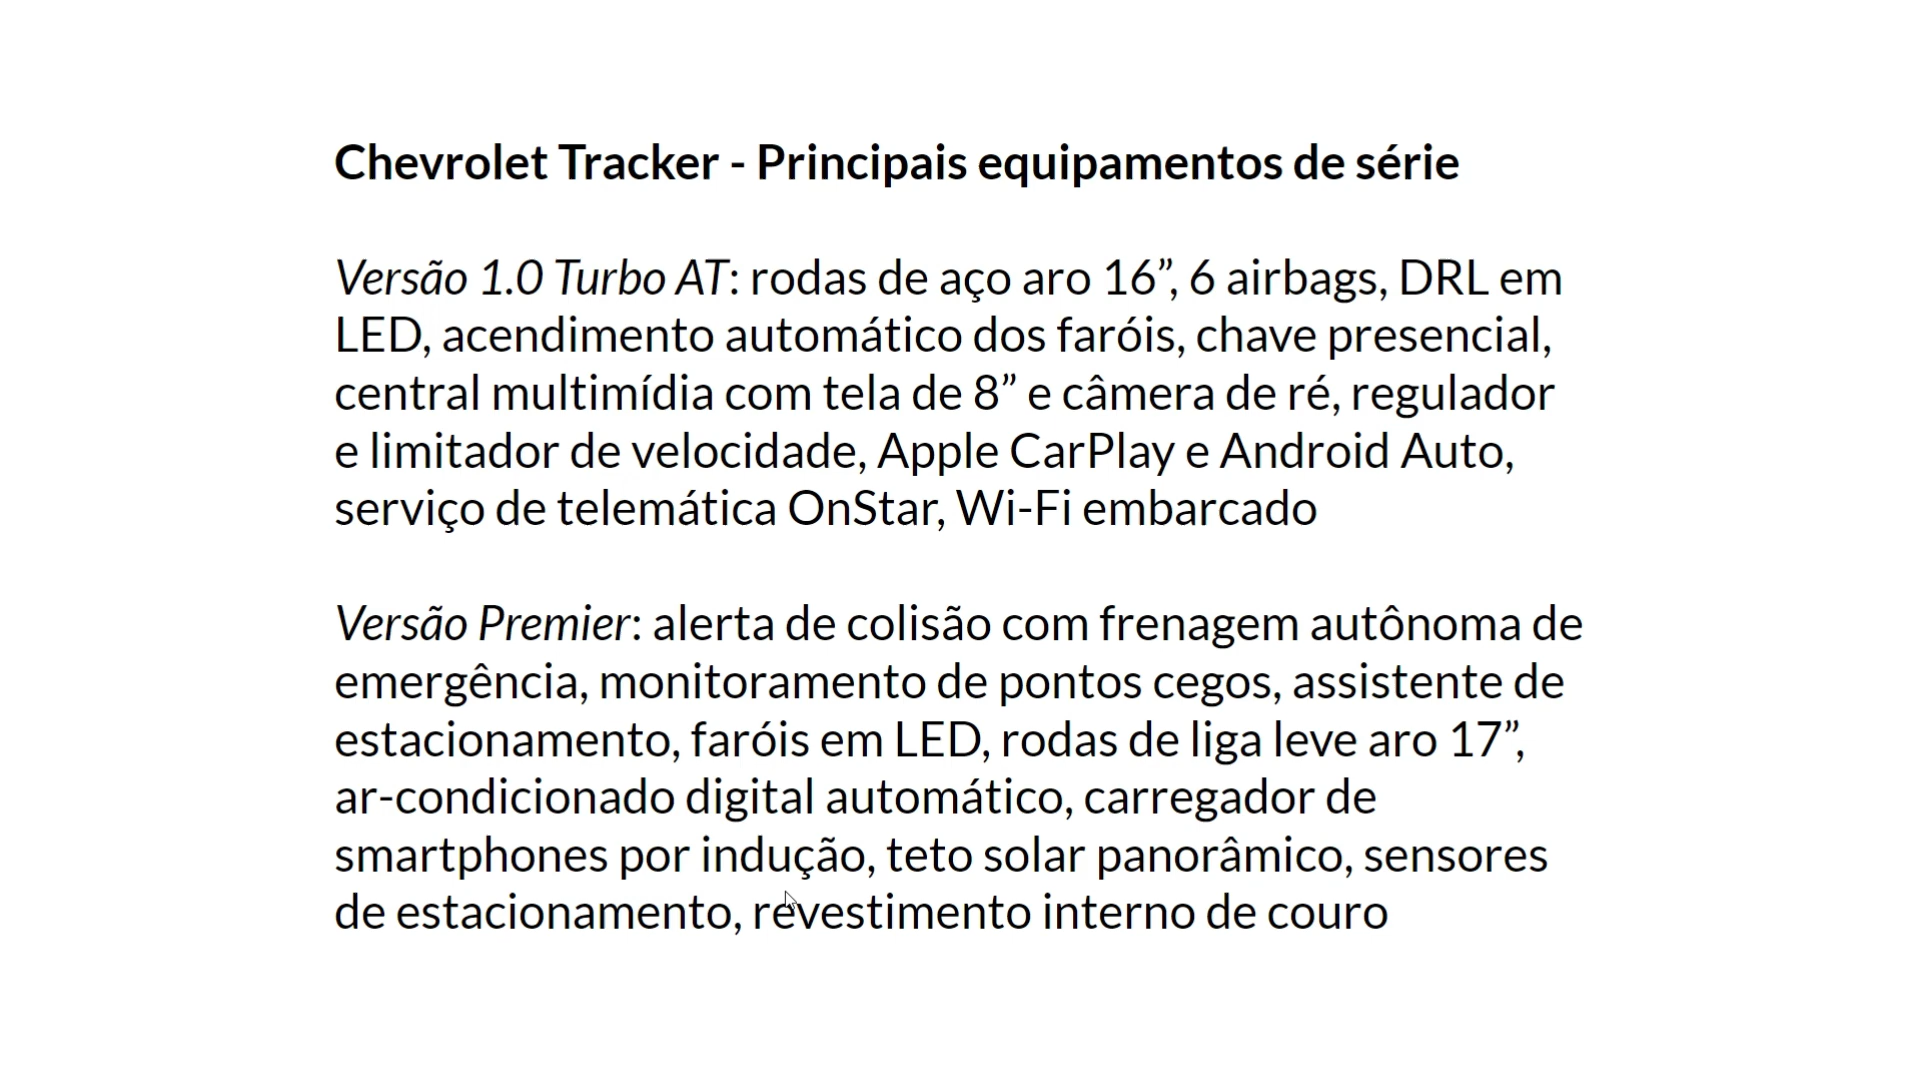 Chevrolet Tracker - Principais equipamentos de série
Versão 1.0 Turbo AT: rodas de aço aro 16”, 6 airbags, DRL em
LED, acendimento automático dos faróis, chave presencial,
central multimídia com tela de 8” e câmera de ré, regulador
e limitador de velocidade, Apple CarPlay e Android Auto,
serviço de telemática OnStar, Wi-Fi embarcado
Versão Premier: alerta de colisão com frenagem autônoma de
emergência, monitoramento de pontos cegos, assistente de
estacionamento, faróis em LED, rodas de liga leve aro 17”,
ar-condicionado digital automático, carregador de
smartphones por indução, teto solar panorâmico, sensores
de estacionamento, revestimento interno de couro